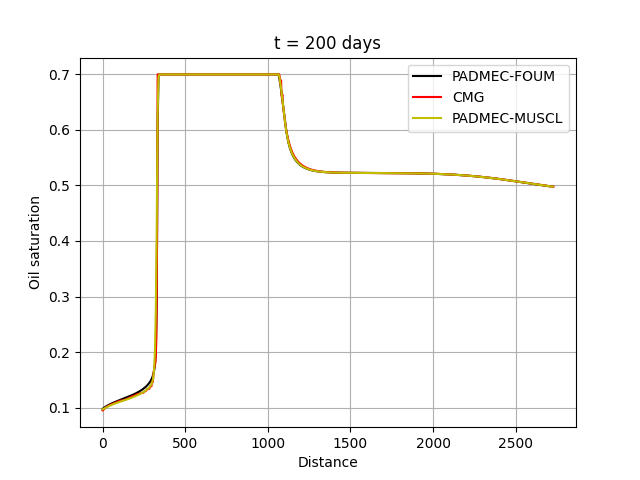 t = 200 days
PADMEC-FOUM
CMG
PADMEC-MUSCL
Oil saturation
0.7
0.6
0.5
0.4
0.3
0.2
0.1
0 500 1000 1500 2000 2500
Distance